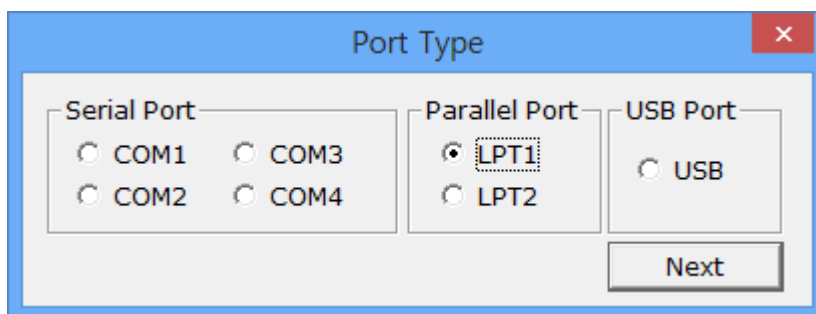 Port Type
Serial Port
COM1 COM3
COM2 COM4
Parallel Port
LPT1
LPT2
USB Port
USB
Next